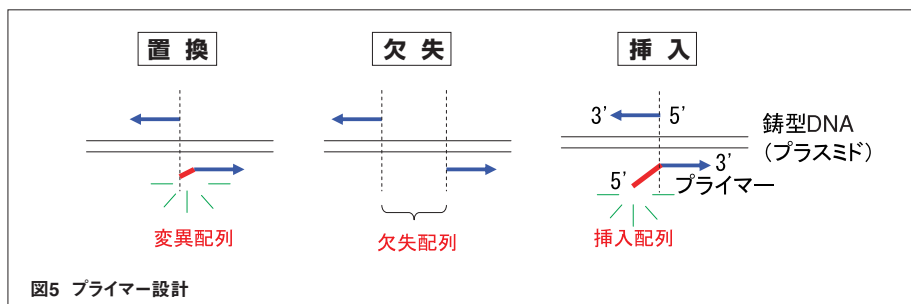 置換
欠失
挿入
3’
5’
鋳型DNA
(プラスミド)
3’
5’
プライマー
変異配列
欠失配列
挿入配列
図5 プライマー設計